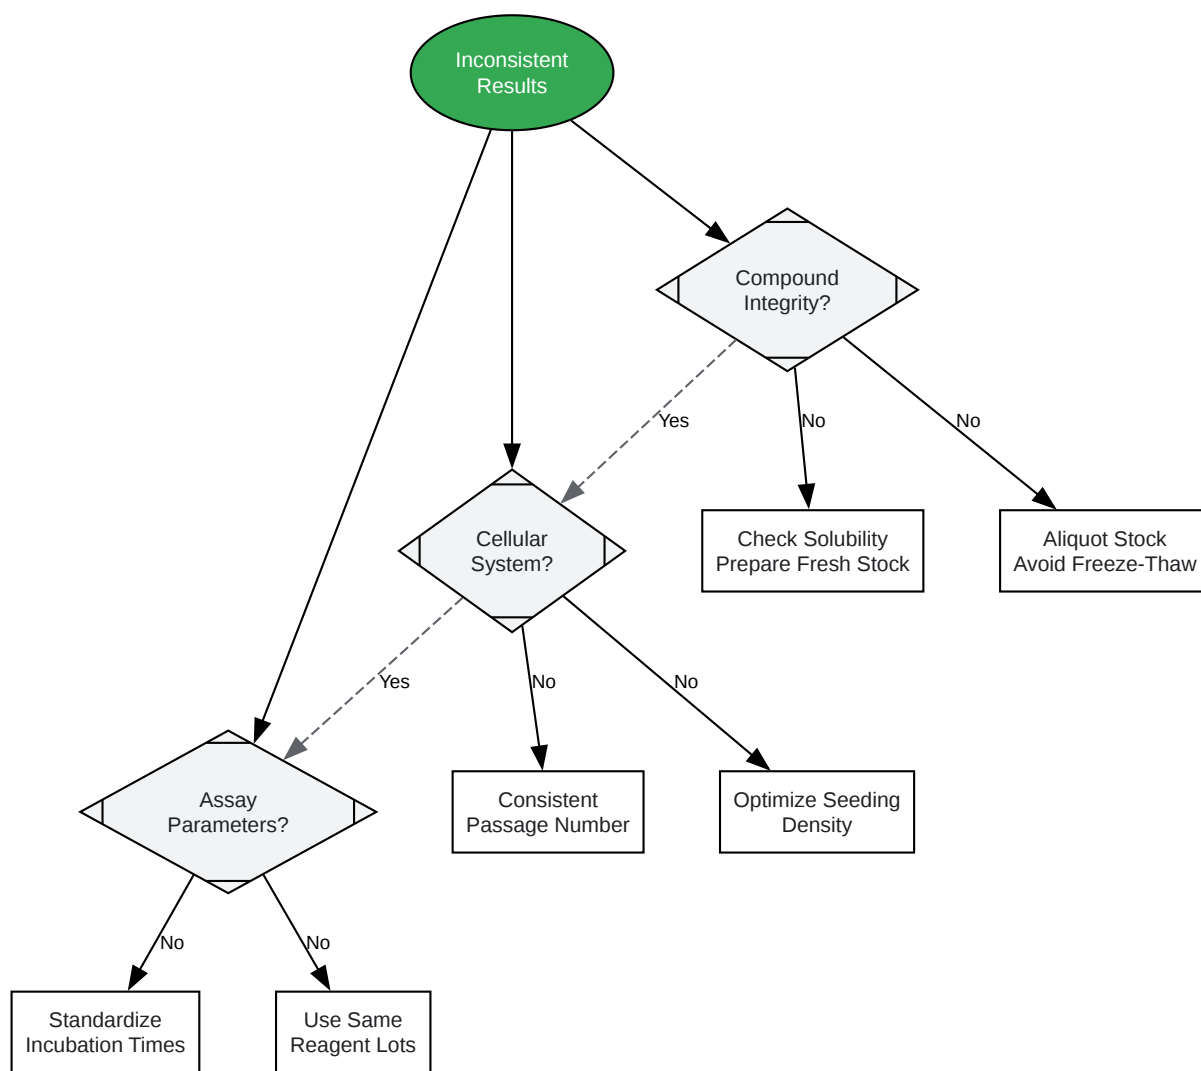 Inconsistent
Results
Compound
Integrity?
Yes
No
No
Cellular
System?
Check Solubility
Prepare Fresh Stock
Aliquot Stock
Avoid Freeze-Thaw
Yes
No
No
Assay
Parameters?
Consistent
Passage Number
Optimize Seeding
Density
No
No
Standardize
Incubation Times
Use Same
Reagent Lots